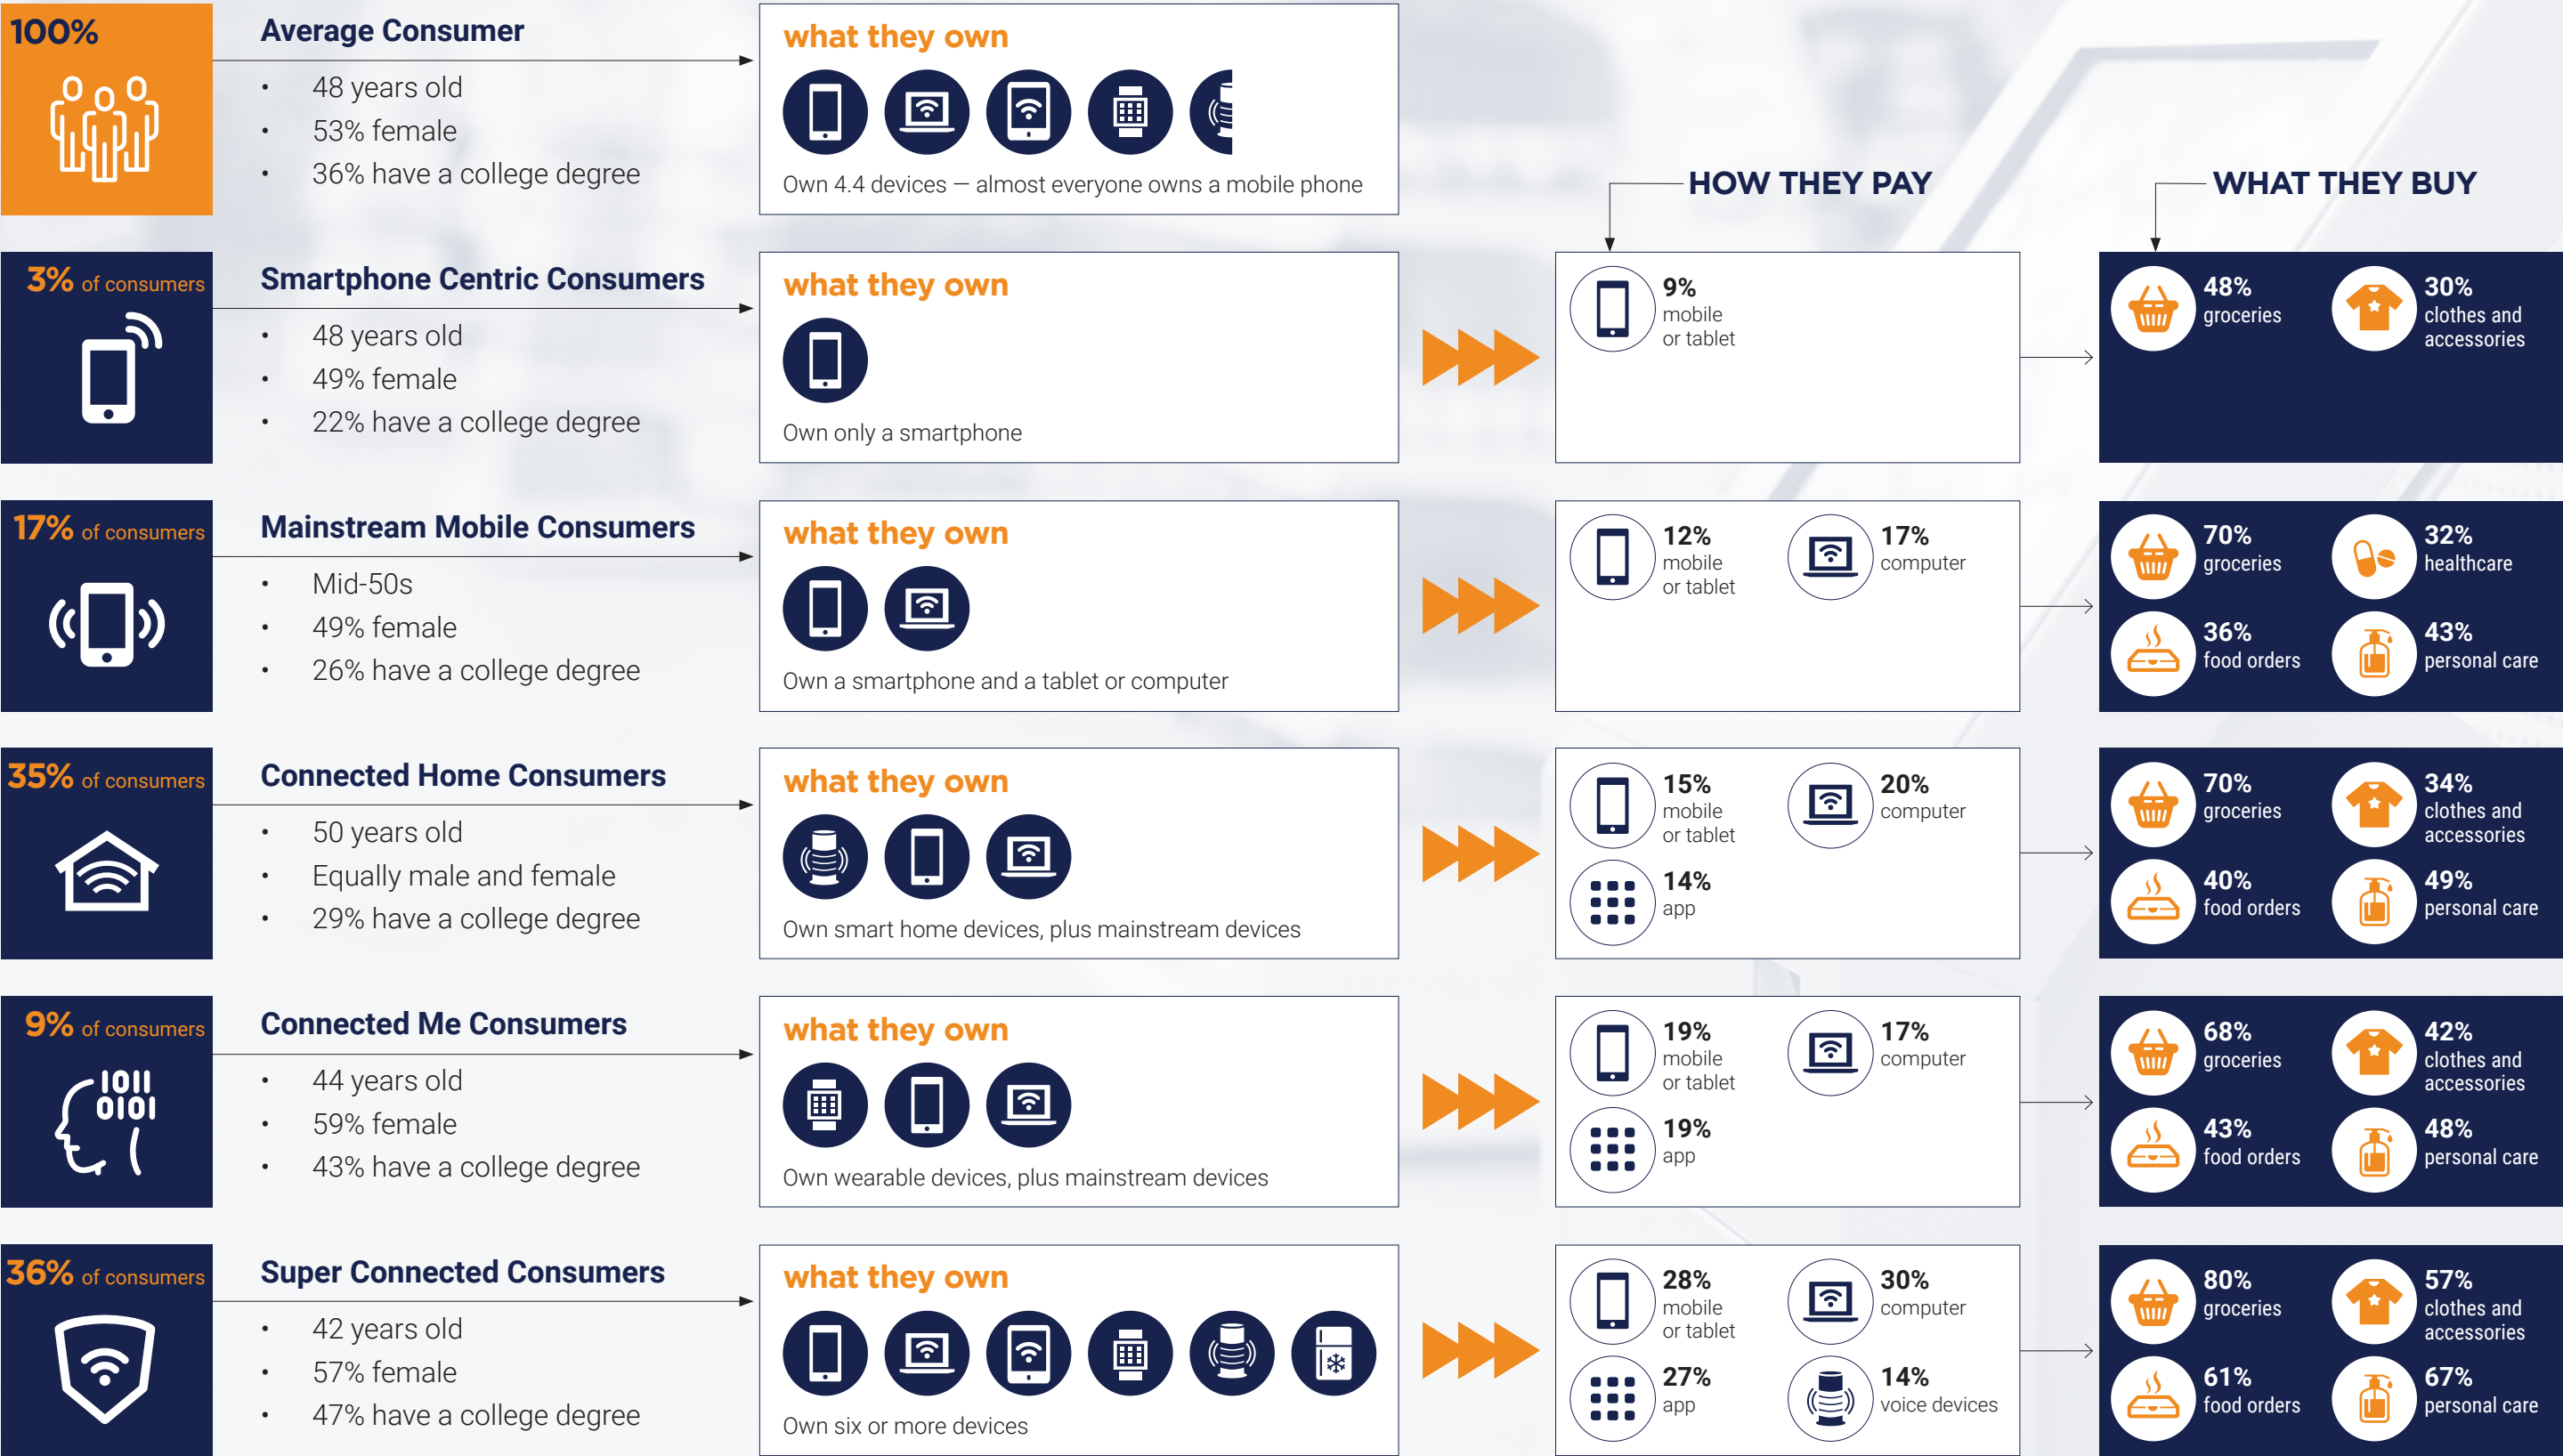 100%
Average Consumer
• 48 years old
• 53% female
• 36% have a college degree
what they own
Own 4.4 devices — almost everyone owns a mobile phone
HOW THEY PAY
WHAT THEY BUY
3% of consumers
Smartphone Centric Consumers
• 48 years old
• 49% female
• 22% have a college degree
what they own
Own only a smartphone
9%
mobile
or tablet
48%
groceries
30%
clothes and
accessories
17% of consumers
Mainstream Mobile Consumers
• Mid-50s
• 49% female
• 26% have a college degree
what they own
Own a smartphone and a tablet or computer
12%
mobile
or tablet
17%
computer
70%
groceries
32%
healthcare
36%
food orders
43%
personal care
35% of consumers
Connected Home Consumers
• 50 years old
• Equally male and female
• 29% have a college degree
what they own
Own smart home devices, plus mainstream devices
15%
mobile
or tablet
20%
computer
14%
app
70%
groceries
34%
clothes and
accessories
40%
food orders
49%
personal care
9% of consumers
1011
0101
Connected Me Consumers
• 44 years old
• 59% female
• 43% have a college degree
what they own
Own wearable devices, plus mainstream devices
19%
mobile
or tablet
17%
computer
19%
app
68%
groceries
42%
clothes and
accessories
43%
food orders
48%
personal care
36% of consumers
Super Connected Consumers
• 42 years old
• 57% female
• 47% have a college degree
what they own
Own six or more devices
28%
mobile
or tablet
30%
computer
27%
app
14%
voice devices
80%
groceries
57%
clothes and
accessories
61%
food orders
67%
personal care